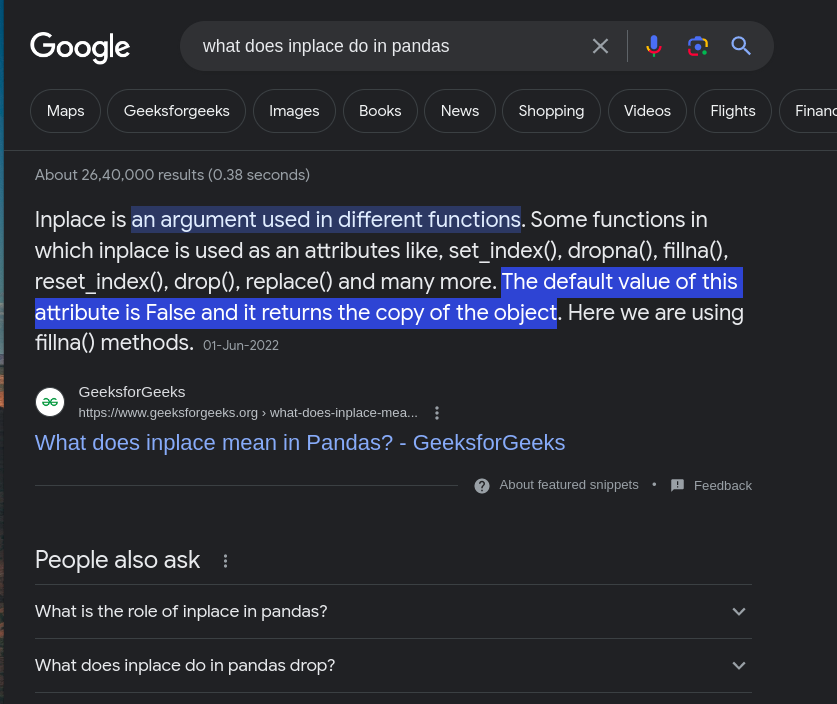 Google
what does inplace do in pandas
Maps
Geeksforgeeks
Images
Books
News
Shopping
Videos
Flights
Financ
About 26,40,000 results (0.38 seconds)
Inplace is an argument used in different functions. Some functions in
which inplace is used as an attributes like, set_index(), dropna(), fillna(),
reset_index(), drop(), replace() and many more. The default value of this
attribute is False and it returns the copy of the object. Here we are using
fillna() methods. 01-Jun-2022
GeeksforGeeks
https://www.geeksforgeeks.org › what-does-inplace-mea...
What does inplace mean in Pandas? - GeeksforGeeks
About featured snippets • Feedback
People also ask
What is the role of inplace in pandas?
What does inplace do in pandas drop?